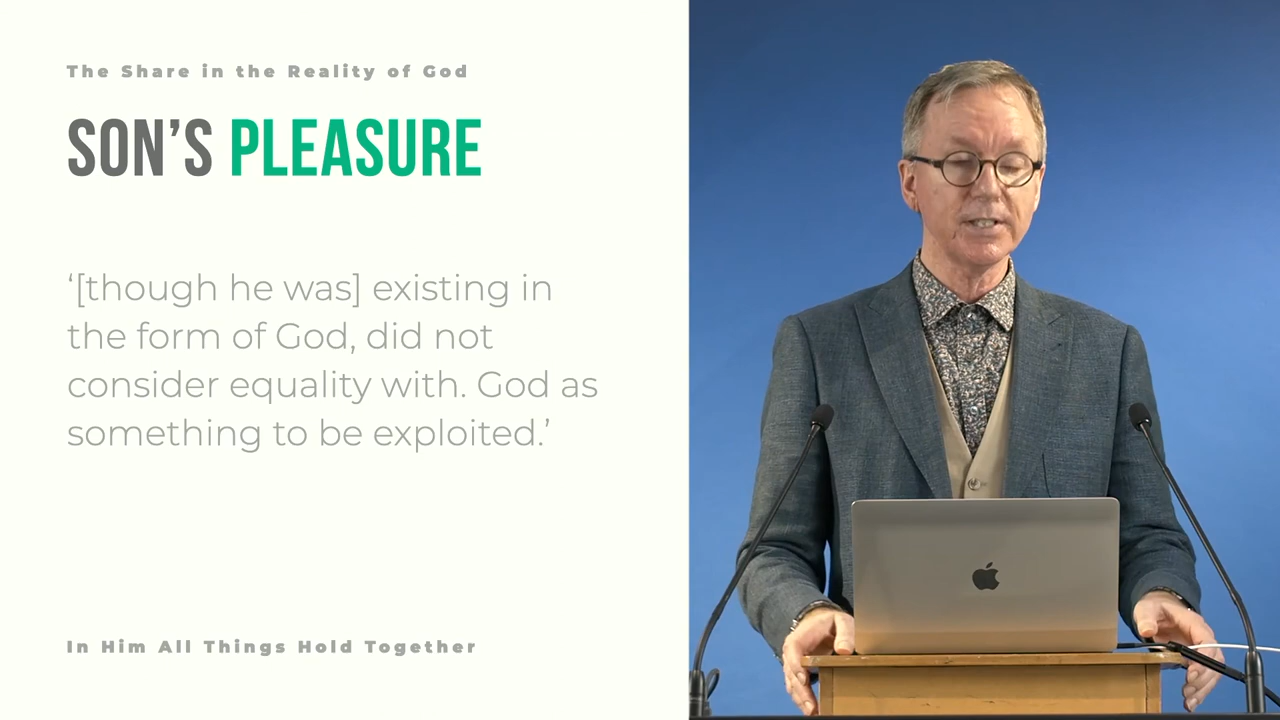 The Share in the Reality of God
SON’S PLEASURE
‘[though he was] existing in
the form of God, did not
consider equality with. God as
something to be exploited.’
In Him All Things Hold Together